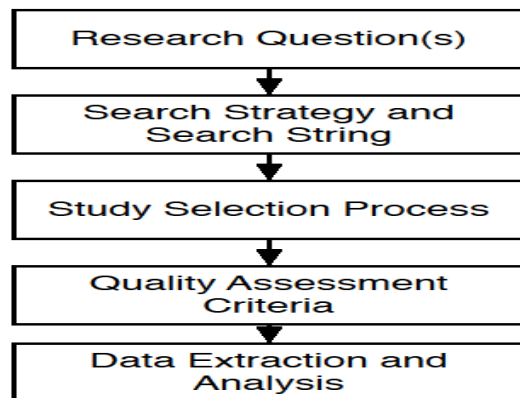 Research Question(s)
Search Strategy and
Search String
Study Selection Process
Quality Assessment
Criteria
Data Extraction and
Analysis